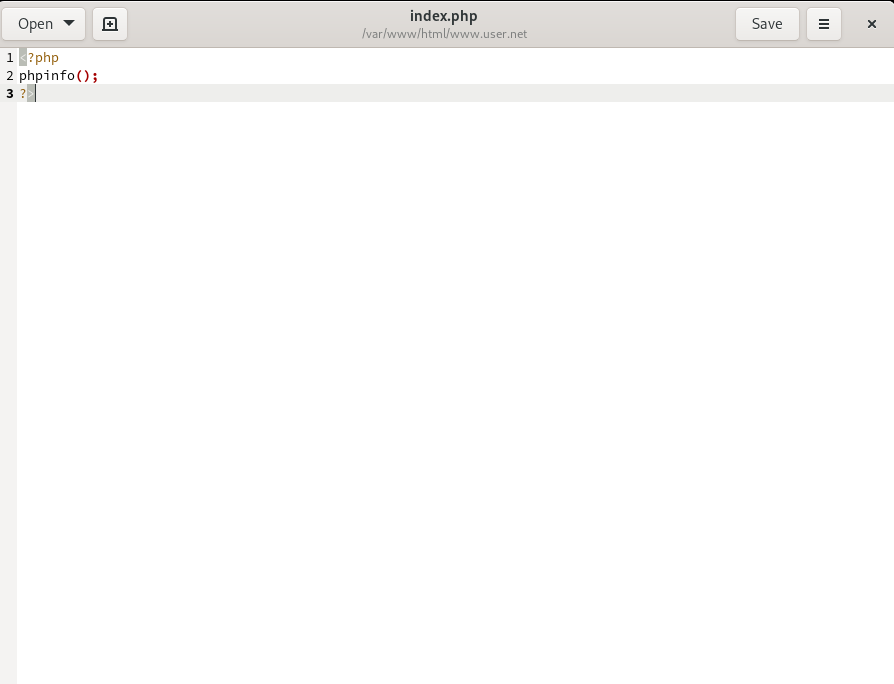 Open
index.php
/var/www/html/www.user.net
Save
1 <?php
2 phpinfo();
3 ?>